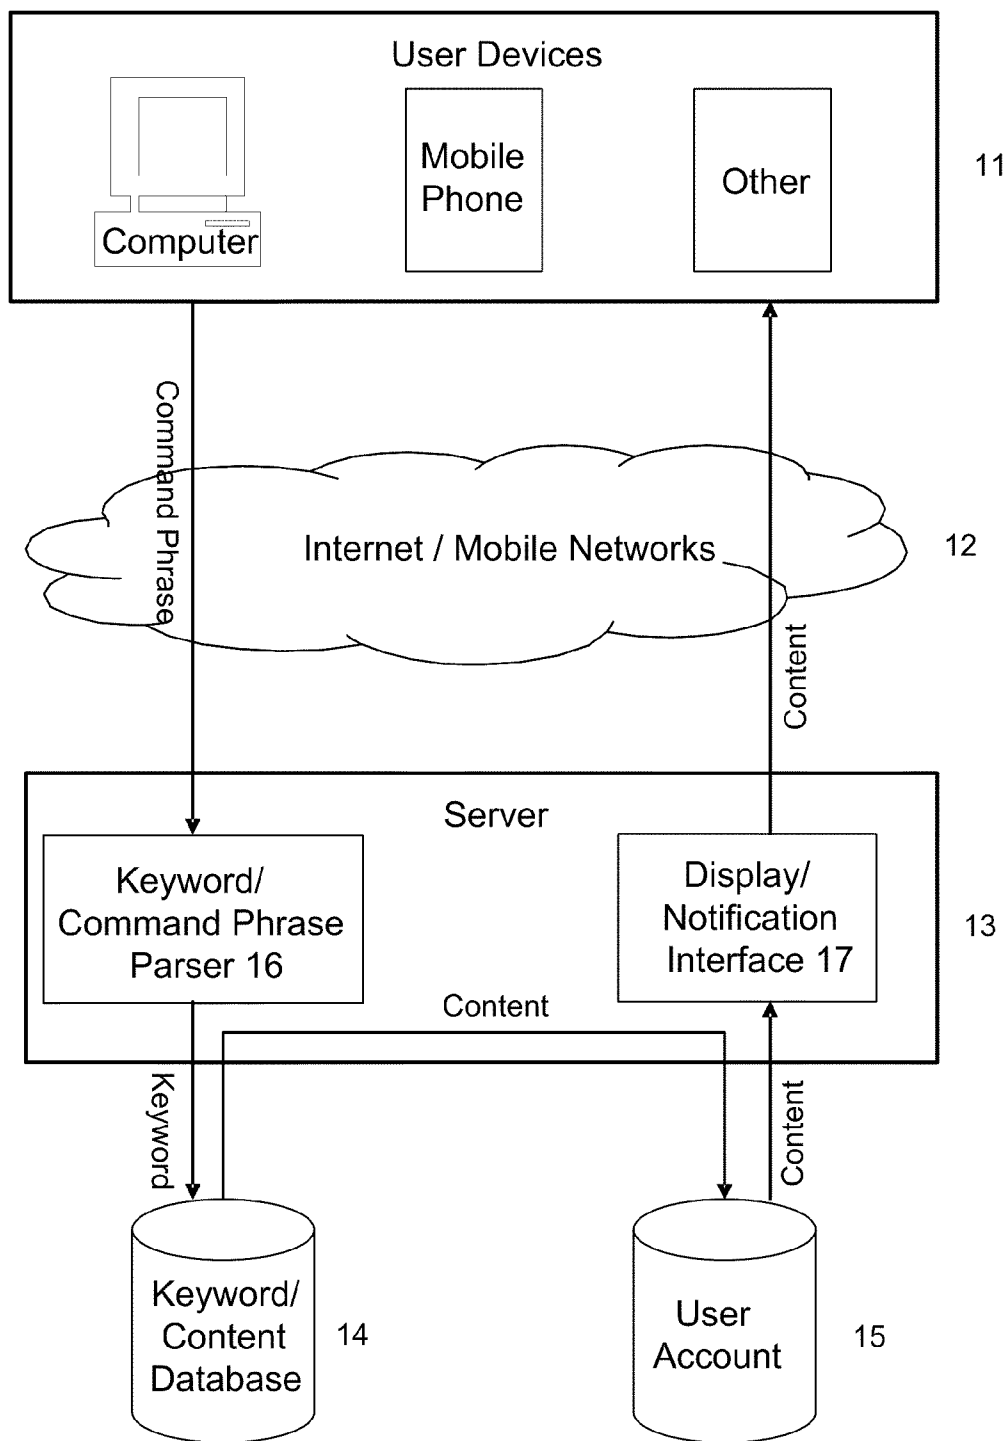 User Devices
Computer
Mobile
Phone
Other
11
Command Phrase
Internet / Mobile Networks
12
Content
Server
Keyword/
Command Phrase
Parser 16
Display/
Notification
Interface 17
13
Content
Keyword
Content
Keyword/
Content
Database
14
User
Account
15